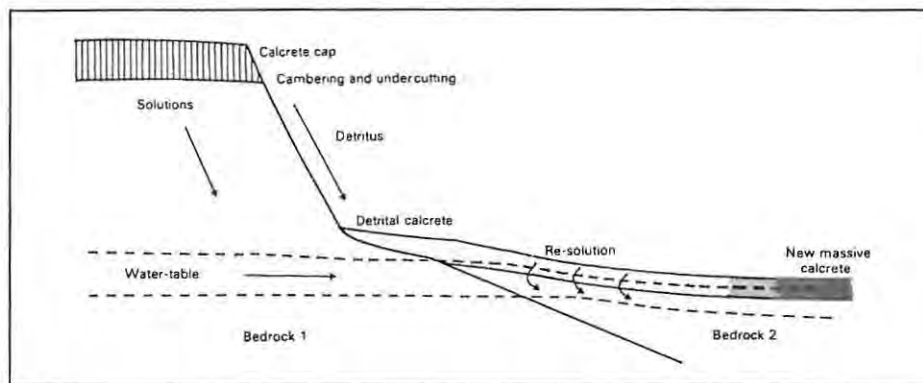 Calcrete cap
Cambering and undercutting
Solutions
Detritus
Detrital calcrete
Re-solution
New massive
calcrete
Water-table
Bedrock 1
Bedrock 2